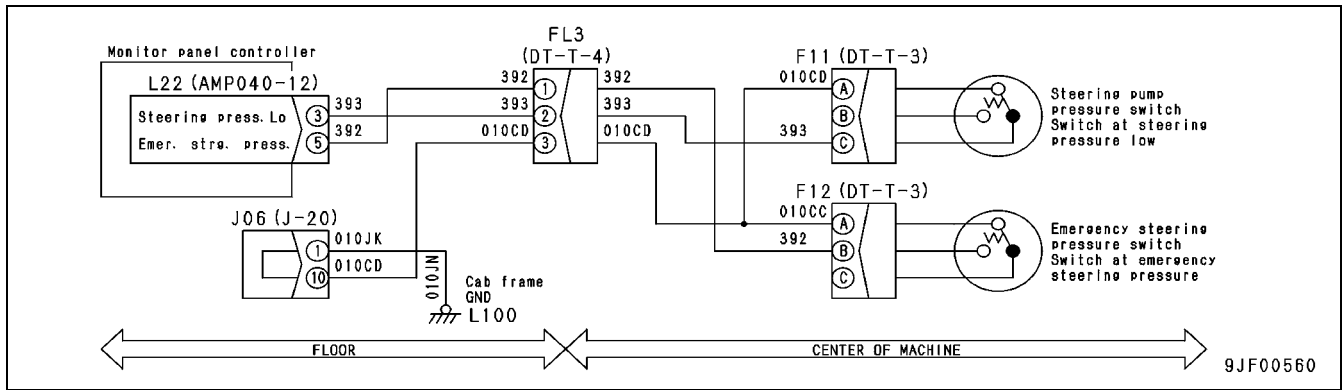 Monitor panel controller
L22 (AMP040-12)
Steering press. Lo
3
393
Emer. strg. press.
5
392
J06 (J-20)
1
010JK
10
010CD
010JN
Cab frame
GND
L100
FL3
(DT-T-4)
392
1
392
393
2
393
010CD
3
010CD
F11 (DT-T-3)
010CD
A
B
393
C
Steering pump
pressure switch
Switch at steering
pressure low
F12 (DT-T-3)
010CC
A
392
B
C
Emergency steering
pressure switch
Switch at emergency
steering pressure
FLOOR
CENTER OF MACHINE
9JF00560